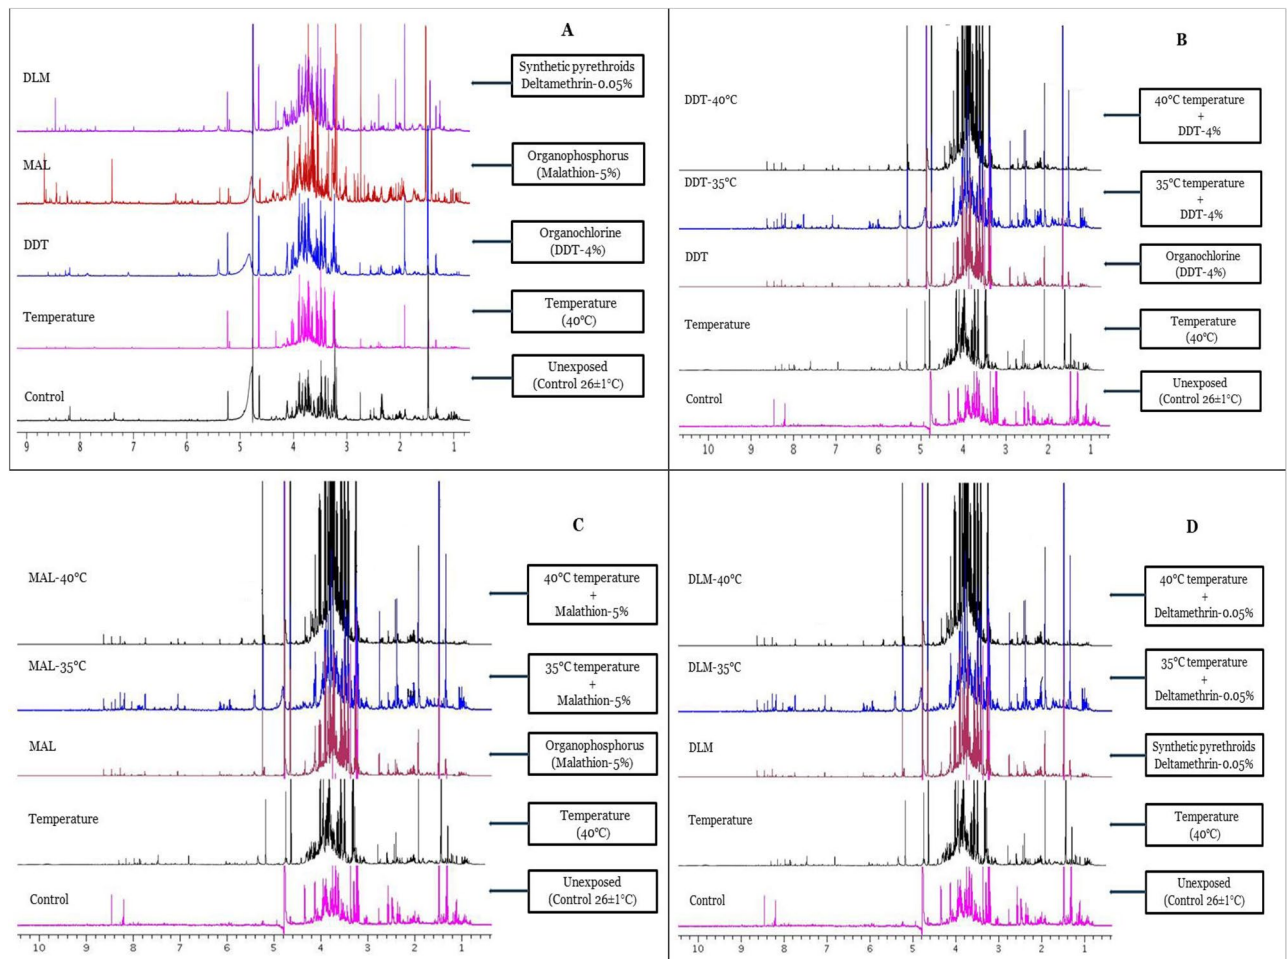 A
DLM
Synthetic pyrethroids
Deltamethrin-0.05%
MAL
Organophosphorus
(Malathion-5%)
DDT
Organochlorine
(DDT-4%)
Temperature
Temperature
(40°C)
Control
Unexposed
(Control 26±1°C)
9 8 7 6 5 4 3 2 1
B
DDT-40°C
40°C temperature
+
DDT-4%
DDT-35°C
35°C temperature
+
DDT-4%
DDT
Organochlorine
(DDT-4%)
Temperature
Temperature
(40°C)
Control
Unexposed
(Control 26±1°C)
10 9 8 7 6 5 4 3 2 1
C
MAL-40°C
40°C temperature
+
Malathion-5%
MAL-35°C
35°C temperature
+
Malathion-5%
MAL
Organophosphorus
(Malathion-5%)
Temperature
Temperature
(40°C)
Control
Unexposed
(Control 26±1°C)
10 9 8 7 6 5 4 3 2 1
D
DLM-40°C
40°C temperature
+
Deltamethrin-0.05%
DLM-35°C
35°C temperature
+
Deltamethrin-0.05%
DLM
Synthetic pyrethroids
Deltamethrin-0.05%
Temperature
Temperature
(40°C)
Control
Unexposed
(Control 26±1°C)
10 9 8 7 6 5 4 3 2 1